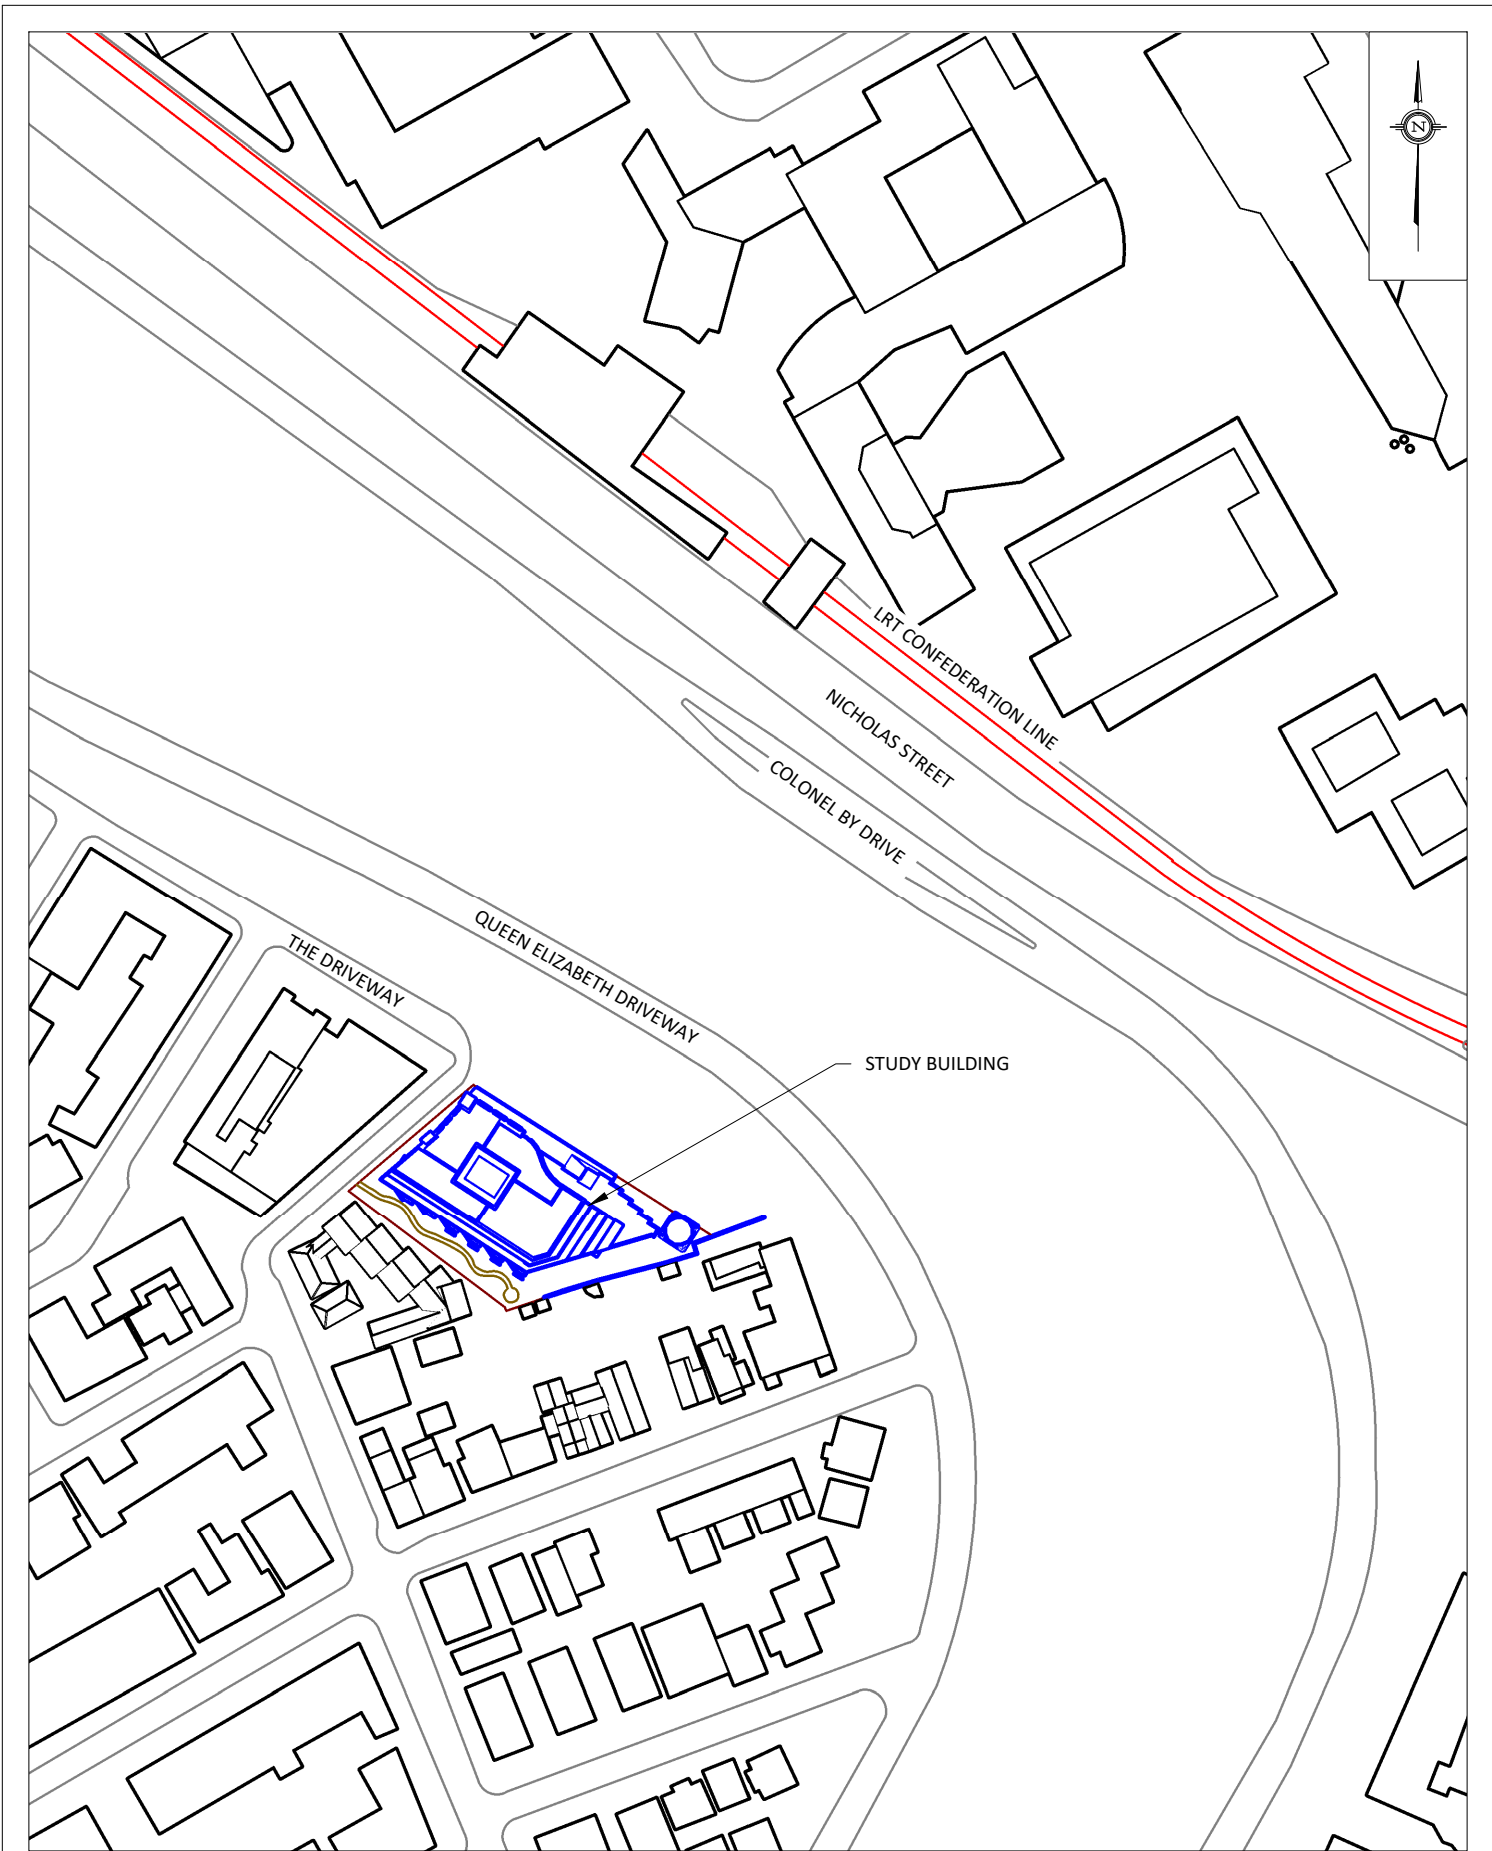 N
LRT CONFEDERATION LINE
NICHOLAS STREET
COLONEL BY DRIVE
QUEEN ELIZABETH DRIVEWAY
THE DRIVEWAY
STUDY BUILDING